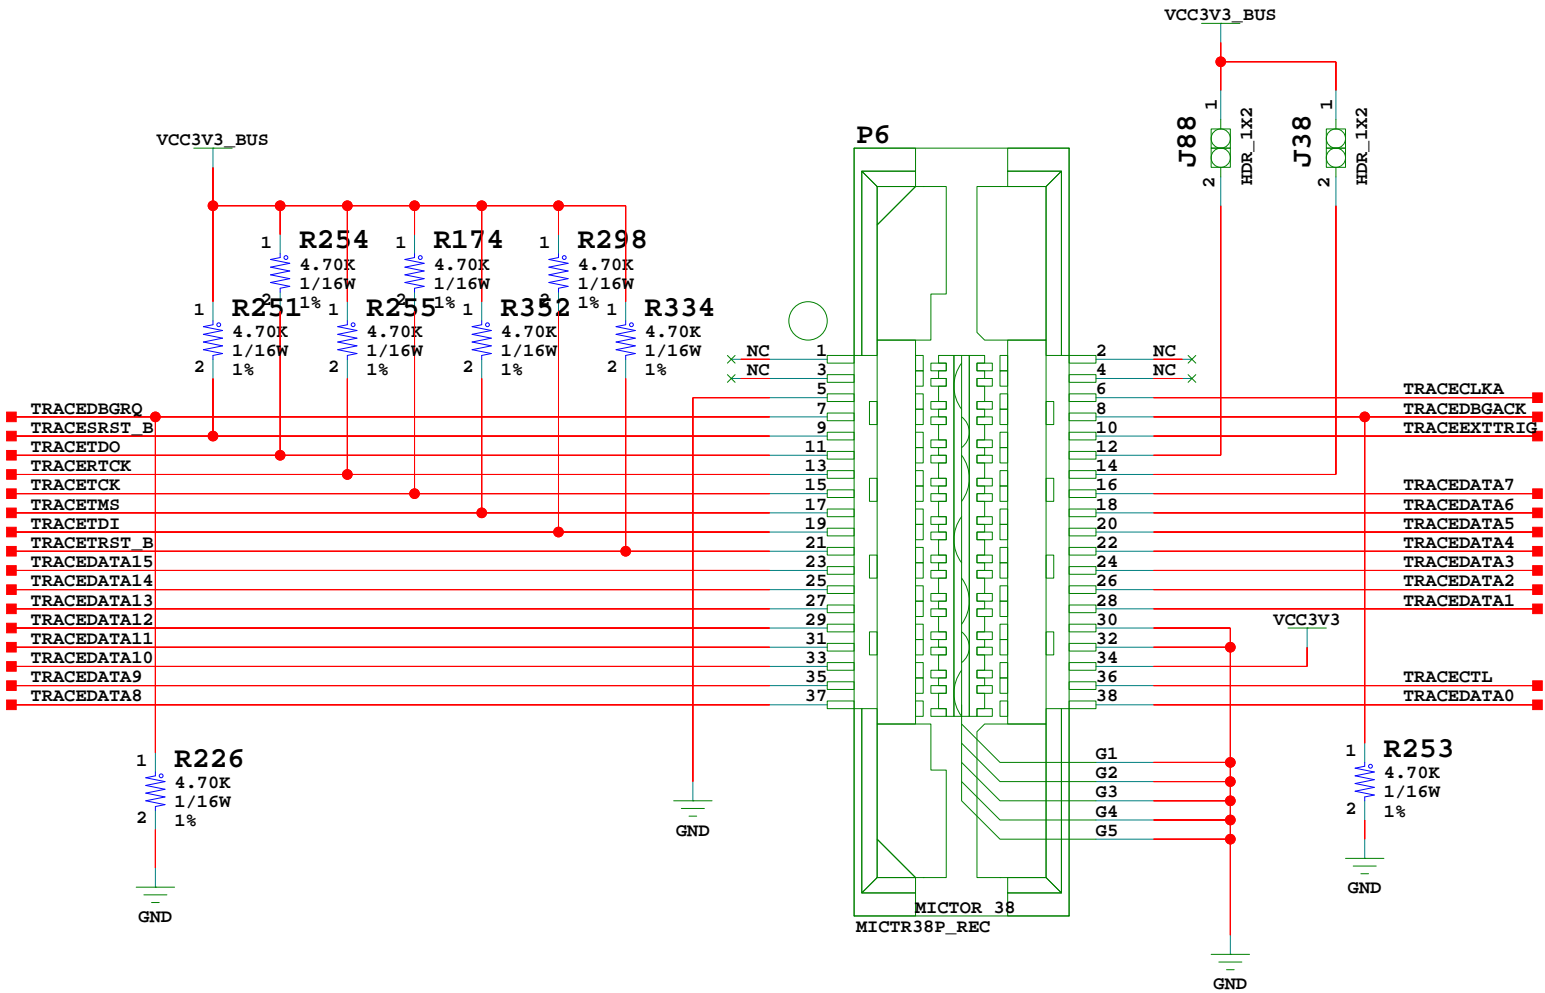 VCC3V3_BUS
VCC3V3_BUS
P6
J88
1
2
HDR_1X2
J38
1
2
HDR_1X2
1
R254
4.70K
1/16W
1%
2
1
R174
4.70K
1/16W
1%
2
1
R298
4.70K
1/16W
1%
2
1
R251
4.70K
1/16W
1%
2
1
R255
4.70K
1/16W
1%
2
1
R352
4.70K
1/16W
1%
2
1
R334
4.70K
1/16W
1%
2
NC 1
2 NC
NC 3
4 NC
5
6 TRACECLKA
TRACEDBGRQ 7
8 TRACEDBGACK
TRACESRST_B 9
10 TRACEEXTTRIG
TRACETDO 11
12
TRACERTCK 13
14
TRACETCK 15
16 TRACEDATA7
TRACETMS 17
18 TRACEDATA6
TRACETDI 19
20 TRACEDATA5
TRACETRST_B 21
22 TRACEDATA4
TRACEDATA15 23
24 TRACEDATA3
TRACEDATA14 25
26 TRACEDATA2
TRACEDATA13 27
28 TRACEDATA1
TRACEDATA12 29
30 VCC3V3
TRACEDATA11 31
32
TRACEDATA10 33
34
TRACEDATA9 35
36 TRACECTL
TRACEDATA8 37
38 TRACEDATA0
1
R226
4.70K
1/16W
1%
2
GND
GND
G1
G2
G3
G4
G5
1
R253
4.70K
1/16W
1%
2
GND
MICTOR 38
MICTR38P_REC
GND